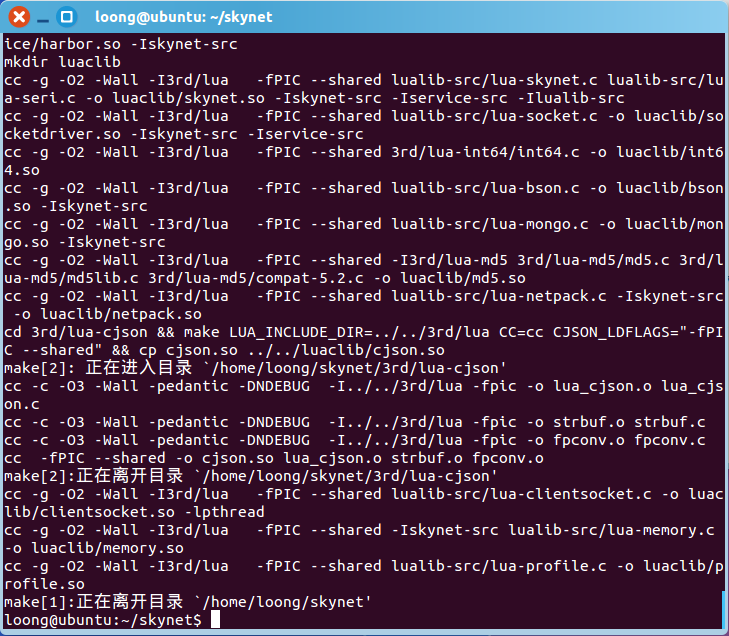 loong@ubuntu: ~/skynet
ice/harbor.so -Iskynet-src
mkdir luaclib
cc -g -O2 -Wall -I3rd/lua   -fPIC --shared lualib-src/lua-skynet.c lualib-src/lu
a-seri.c -o luaclib/skynet.so -Iskynet-src -Iservice-src -Ilualib-src
cc -g -O2 -Wall -I3rd/lua   -fPIC --shared lualib-src/lua-socket.c -o luaclib/so
cketdriver.so -Iskynet-src -Iservice-src
cc -g -O2 -Wall -I3rd/lua   -fPIC --shared 3rd/lua-int64/int64.c -o luaclib/int6
4.so
cc -g -O2 -Wall -I3rd/lua   -fPIC --shared lualib-src/lua-bson.c -o luaclib/bson
.so -Iskynet-src
cc -g -O2 -Wall -I3rd/lua   -fPIC --shared lualib-src/lua-mongo.c -o luaclib/mon
go.so -Iskynet-src
cc -g -O2 -Wall -I3rd/lua   -fPIC --shared -I3rd/lua-md5 3rd/lua-md5/md5.c 3rd/l
ua-md5/md5lib.c 3rd/lua-md5/compat-5.2.c -o luaclib/md5.so
cc -g -O2 -Wall -I3rd/lua   -fPIC --shared lualib-src/lua-netpack.c -Iskynet-src
 -o luaclib/netpack.so
cd 3rd/lua-cjson && make LUA_INCLUDE_DIR=../../3rd/lua CC=cc CJSON_LDFLAGS="-fPI
C --shared" && cp cjson.so ../../luaclib/cjson.so
make[2]: 正在进入目录 `/home/loong/skynet/3rd/lua-cjson'
cc -c -O3 -Wall -pedantic -DNDEBUG  -I../../3rd/lua -fpic -o lua_cjson.o lua_cjs
on.c
cc -c -O3 -Wall -pedantic -DNDEBUG  -I../../3rd/lua -fpic -o strbuf.o strbuf.c
cc -c -O3 -Wall -pedantic -DNDEBUG  -I../../3rd/lua -fpic -o fpconv.o fpconv.c
cc  -fPIC --shared -o cjson.so lua_cjson.o strbuf.o fpconv.o
make[2]:正在离开目录 `/home/loong/skynet/3rd/lua-cjson'
cc -g -O2 -Wall -I3rd/lua   -fPIC --shared lualib-src/lua-clientsocket.c -o luac
lib/clientsocket.so -lpthread
cc -g -O2 -Wall -I3rd/lua   -fPIC --shared -Iskynet-src lualib-src/lua-memory.c 
-o luaclib/memory.so
cc -g -O2 -Wall -I3rd/lua   -fPIC --shared lualib-src/lua-profile.c -o luaclib/p
rofile.so
make[1]:正在离开目录 `/home/loong/skynet'
loong@ubuntu:~/skynet$